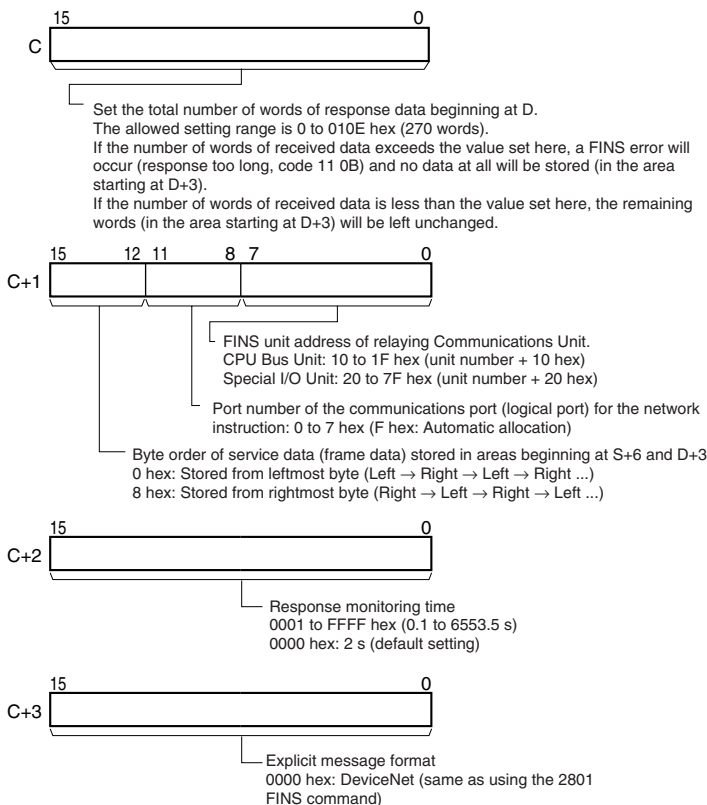 15 0
C
Set the total number of words of response data beginning at D.
The allowed setting range is 0 to 010E hex (270 words).
If the number of words of received data exceeds the value set here, a FINS error will
occur (response too long, code 11 0B) and no data at all will be stored (in the area
starting at D+3).
If the number of words of received data is less than the value set here, the remaining
words (in the area starting at D+3) will be left unchanged.
15 12 11 8 7 0
C+1
FINS unit address of relaying Communications Unit.
CPU Bus Unit: 10 to 1F hex (unit number + 10 hex)
Special I/O Unit: 20 to 7F hex (unit number + 20 hex)
Port number of the communications port (logical port) for the network
instruction: 0 to 7 hex (F hex: Automatic allocation)
Byte order of service data (frame data) stored in areas beginning at S+6 and D+3
0 hex: Stored from leftmost byte (Left → Right → Left → Right ...)
8 hex: Stored from rightmost byte (Right → Left → Right → Left ...)
15 0
C+2
Response monitoring time
0001 to FFFF hex (0.1 to 6553.5 s)
0000 hex: 2 s (default setting)
15 0
C+3
Explicit message format
0000 hex: DeviceNet (same as using the 2801
FINS command)